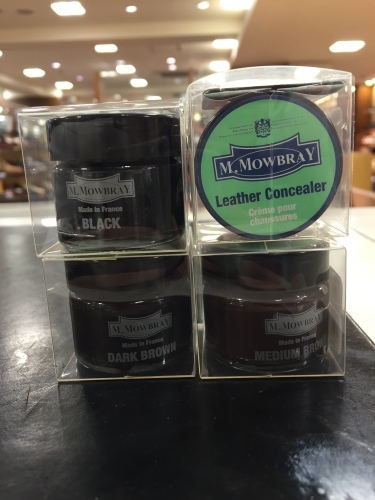 M. MOWBRAY
Made in France
BLACK
M. MOWBRAY
Leather Concealer
Crème pour
chaussures
M. MOWBRAY
Made in France
DARK BROWN
M. MOWBRAY
Made in France
MEDIUM BROW